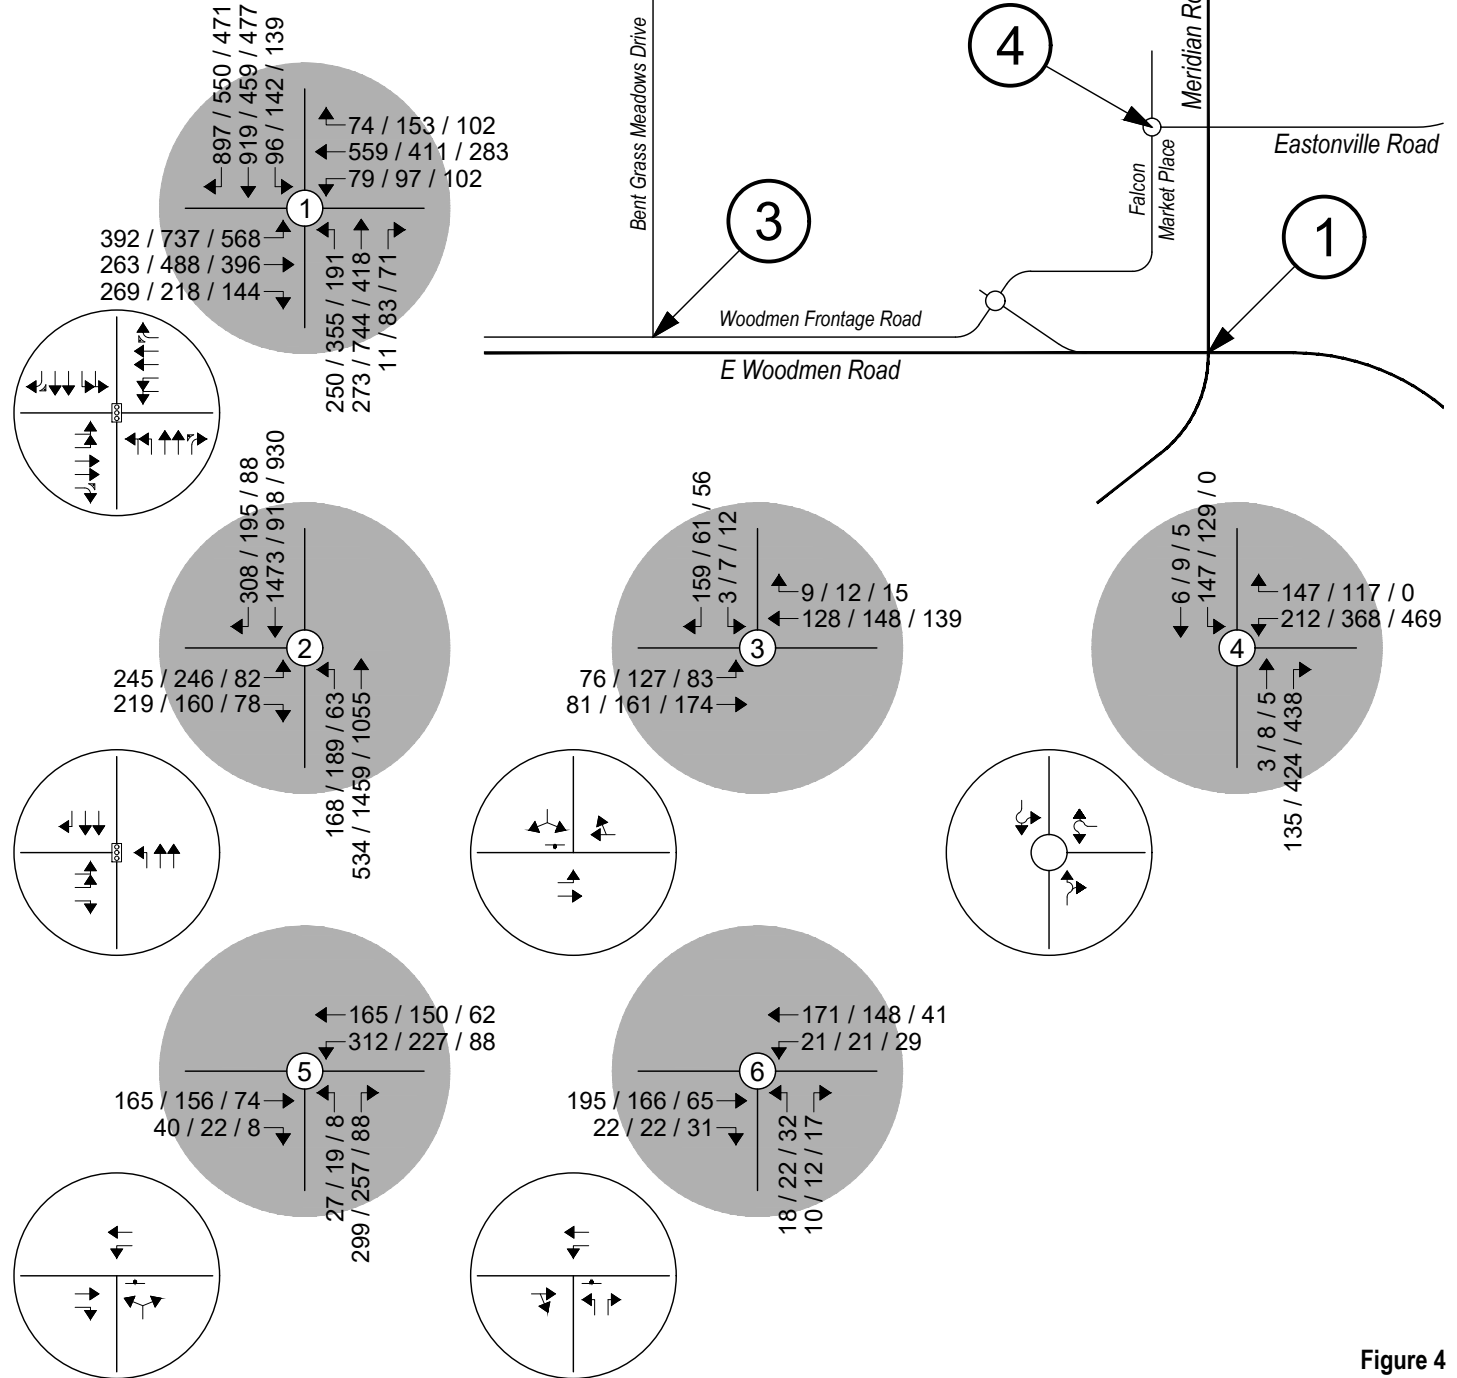 897 / 550 / 471
919 / 459 / 477
96 / 142 / 139
74 / 153 / 102
559 / 411 / 283
79 / 97 / 102
1
392 / 737 / 568
263 / 488 / 396
269 / 218 / 144
250 / 355 / 191
273 / 744 / 418
11 / 83 / 71
Bent Grass Meadows Drive
4
Meridian
Eastonville Road
Falcon
Market Place
3
1
Woodmen Frontage Road
E Woodmen Road
308 / 195 / 88
1473 / 918 / 930
2
245 / 246 / 82
219 / 160 / 78
168 / 189 / 63
534 / 1459 / 1055
159 / 61 / 56
3 / 7 / 12
9 / 12 / 15
128 / 148 / 139
3
76 / 127 / 83
81 / 161 / 174
6 / 9 / 5
147 / 129 / 0
147 / 117 / 0
212 / 368 / 469
4
3 / 8 / 5
135 / 424 / 438
165 / 150 / 62
312 / 227 / 88
5
165 / 156 / 74
40 / 22 / 8
27 / 19 / 8
299 / 257 / 88
171 / 148 / 41
21 / 21 / 29
6
195 / 166 / 65
22 / 22 / 31
18 / 22 / 32
10 / 12 / 17
Figure 4